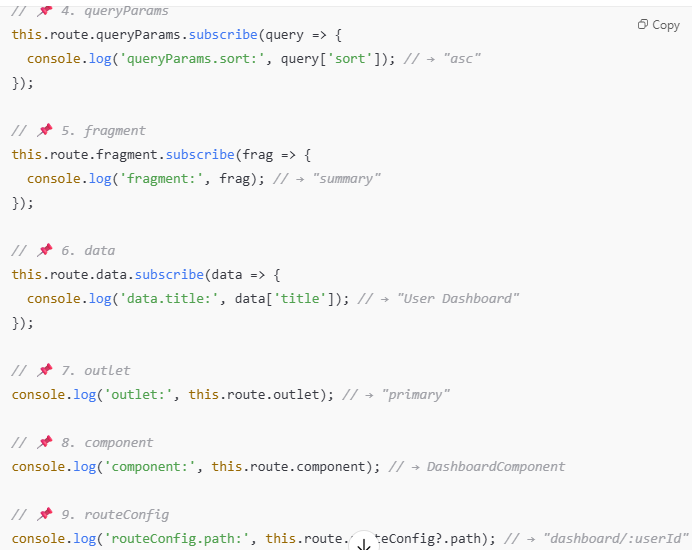 // 📌 4. queryParams
Copy
this.route.queryParams.subscribe(query => {
  console.log('queryParams.sort:', query['sort']); // → "asc"
});
// 📌 5. fragment
this.route.fragment.subscribe(frag => {
  console.log('fragment:', frag); // → "summary"
});
// 📌 6. data
this.route.data.subscribe(data => {
  console.log('data.title:', data['title']); // → "User Dashboard"
});
// 📌 7. outlet
console.log('outlet:', this.route.outlet); // → "primary"
// 📌 8. component
console.log('component:', this.route.component); // → DashboardComponent
// 📌 9. routeConfig
console.log('routeConfig.path:', this.route.routeConfig?.path); // → "dashboard/:userId"